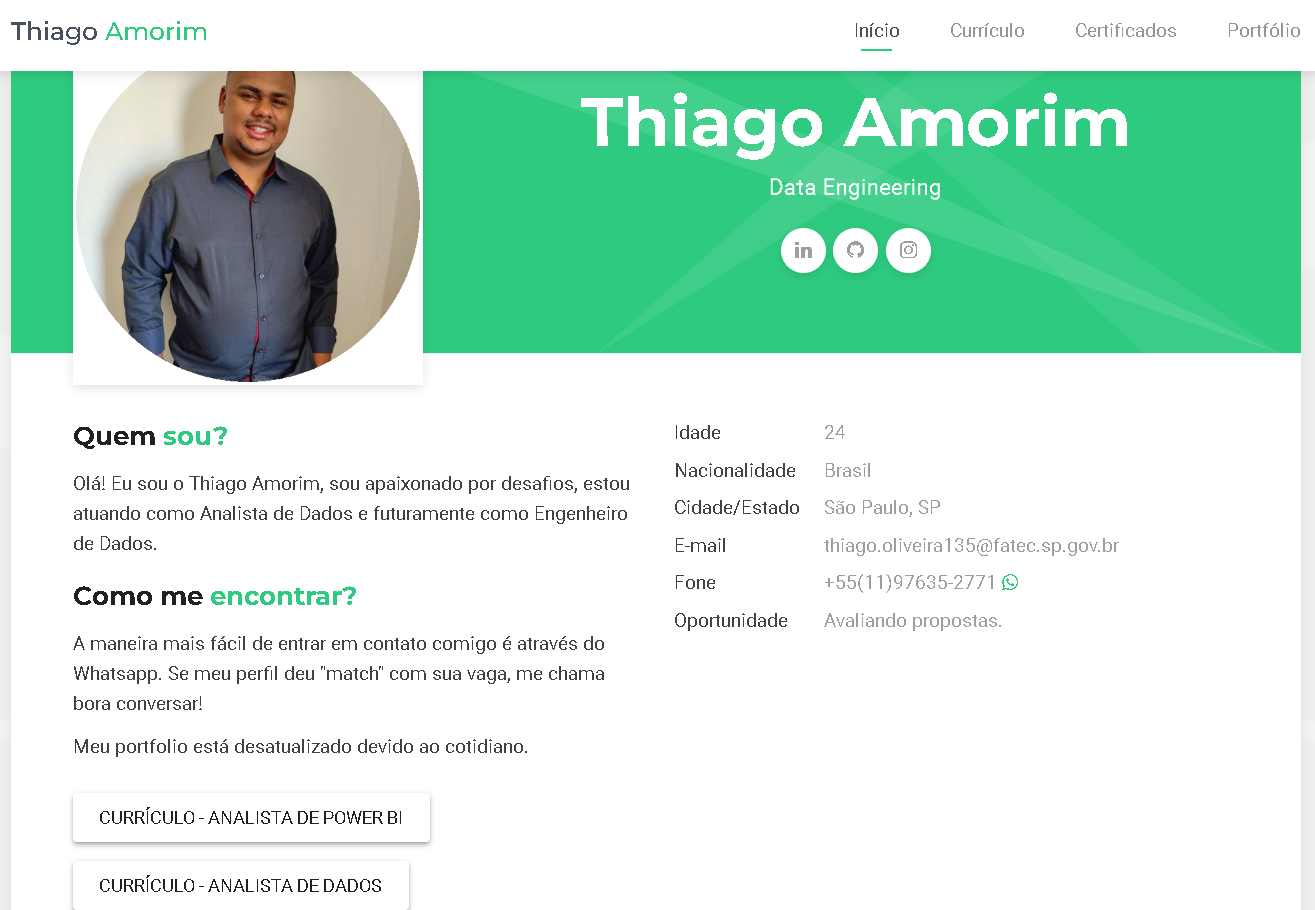 Thiago Amorim
Início Currículo Certificados Portfólio
Thiago Amorim
Data Engineering
in
Quem sou?
Olá! Eu sou o Thiago Amorim, sou apaixonado por desafios, estou
atuando como Analista de Dados e futuramente como Engenheiro
de Dados.
Como me encontrar?
A maneira mais fácil de entrar em contato comigo é através do
Whatsapp. Se meu perfil deu "match" com sua vaga, me chama
bora conversar!
Meu portfolio está desatualizado devido ao cotidiano.
CURRÍCULO - ANALISTA DE POWER BI
CURRÍCULO - ANALISTA DE DADOS
Idade 24
Nacionalidade Brasil
Cidade/Estado São Paulo, SP
E-mail thiago.oliveira135@fatec.sp.gov.br
Fone +55(11)97635-2771
Oportunidade Avaliando propostas.